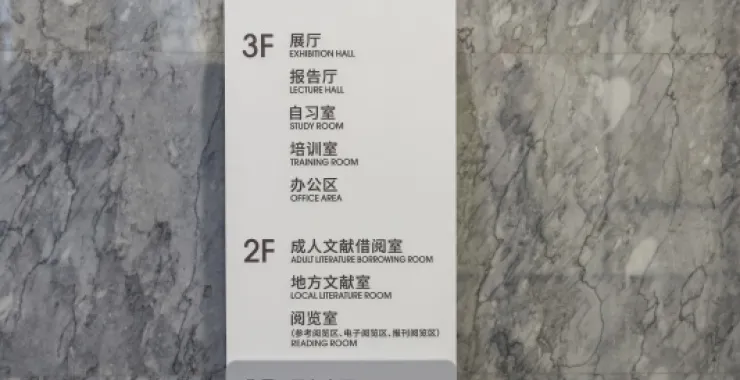 3F 展厅
EXHIBITION HALL
报告厅
LECTURE HALL
自习室
STUDY ROOM
培训室
TRAINING ROOM
办公区
OFFICE AREA
2F 成人文献借阅室
ADULT LITERATURE BORROWING ROOM
地方文献室
LOCAL LITERATURE ROOM
阅览室
(参考阅览区、电子阅览区、报刊阅览区)
READING ROOM